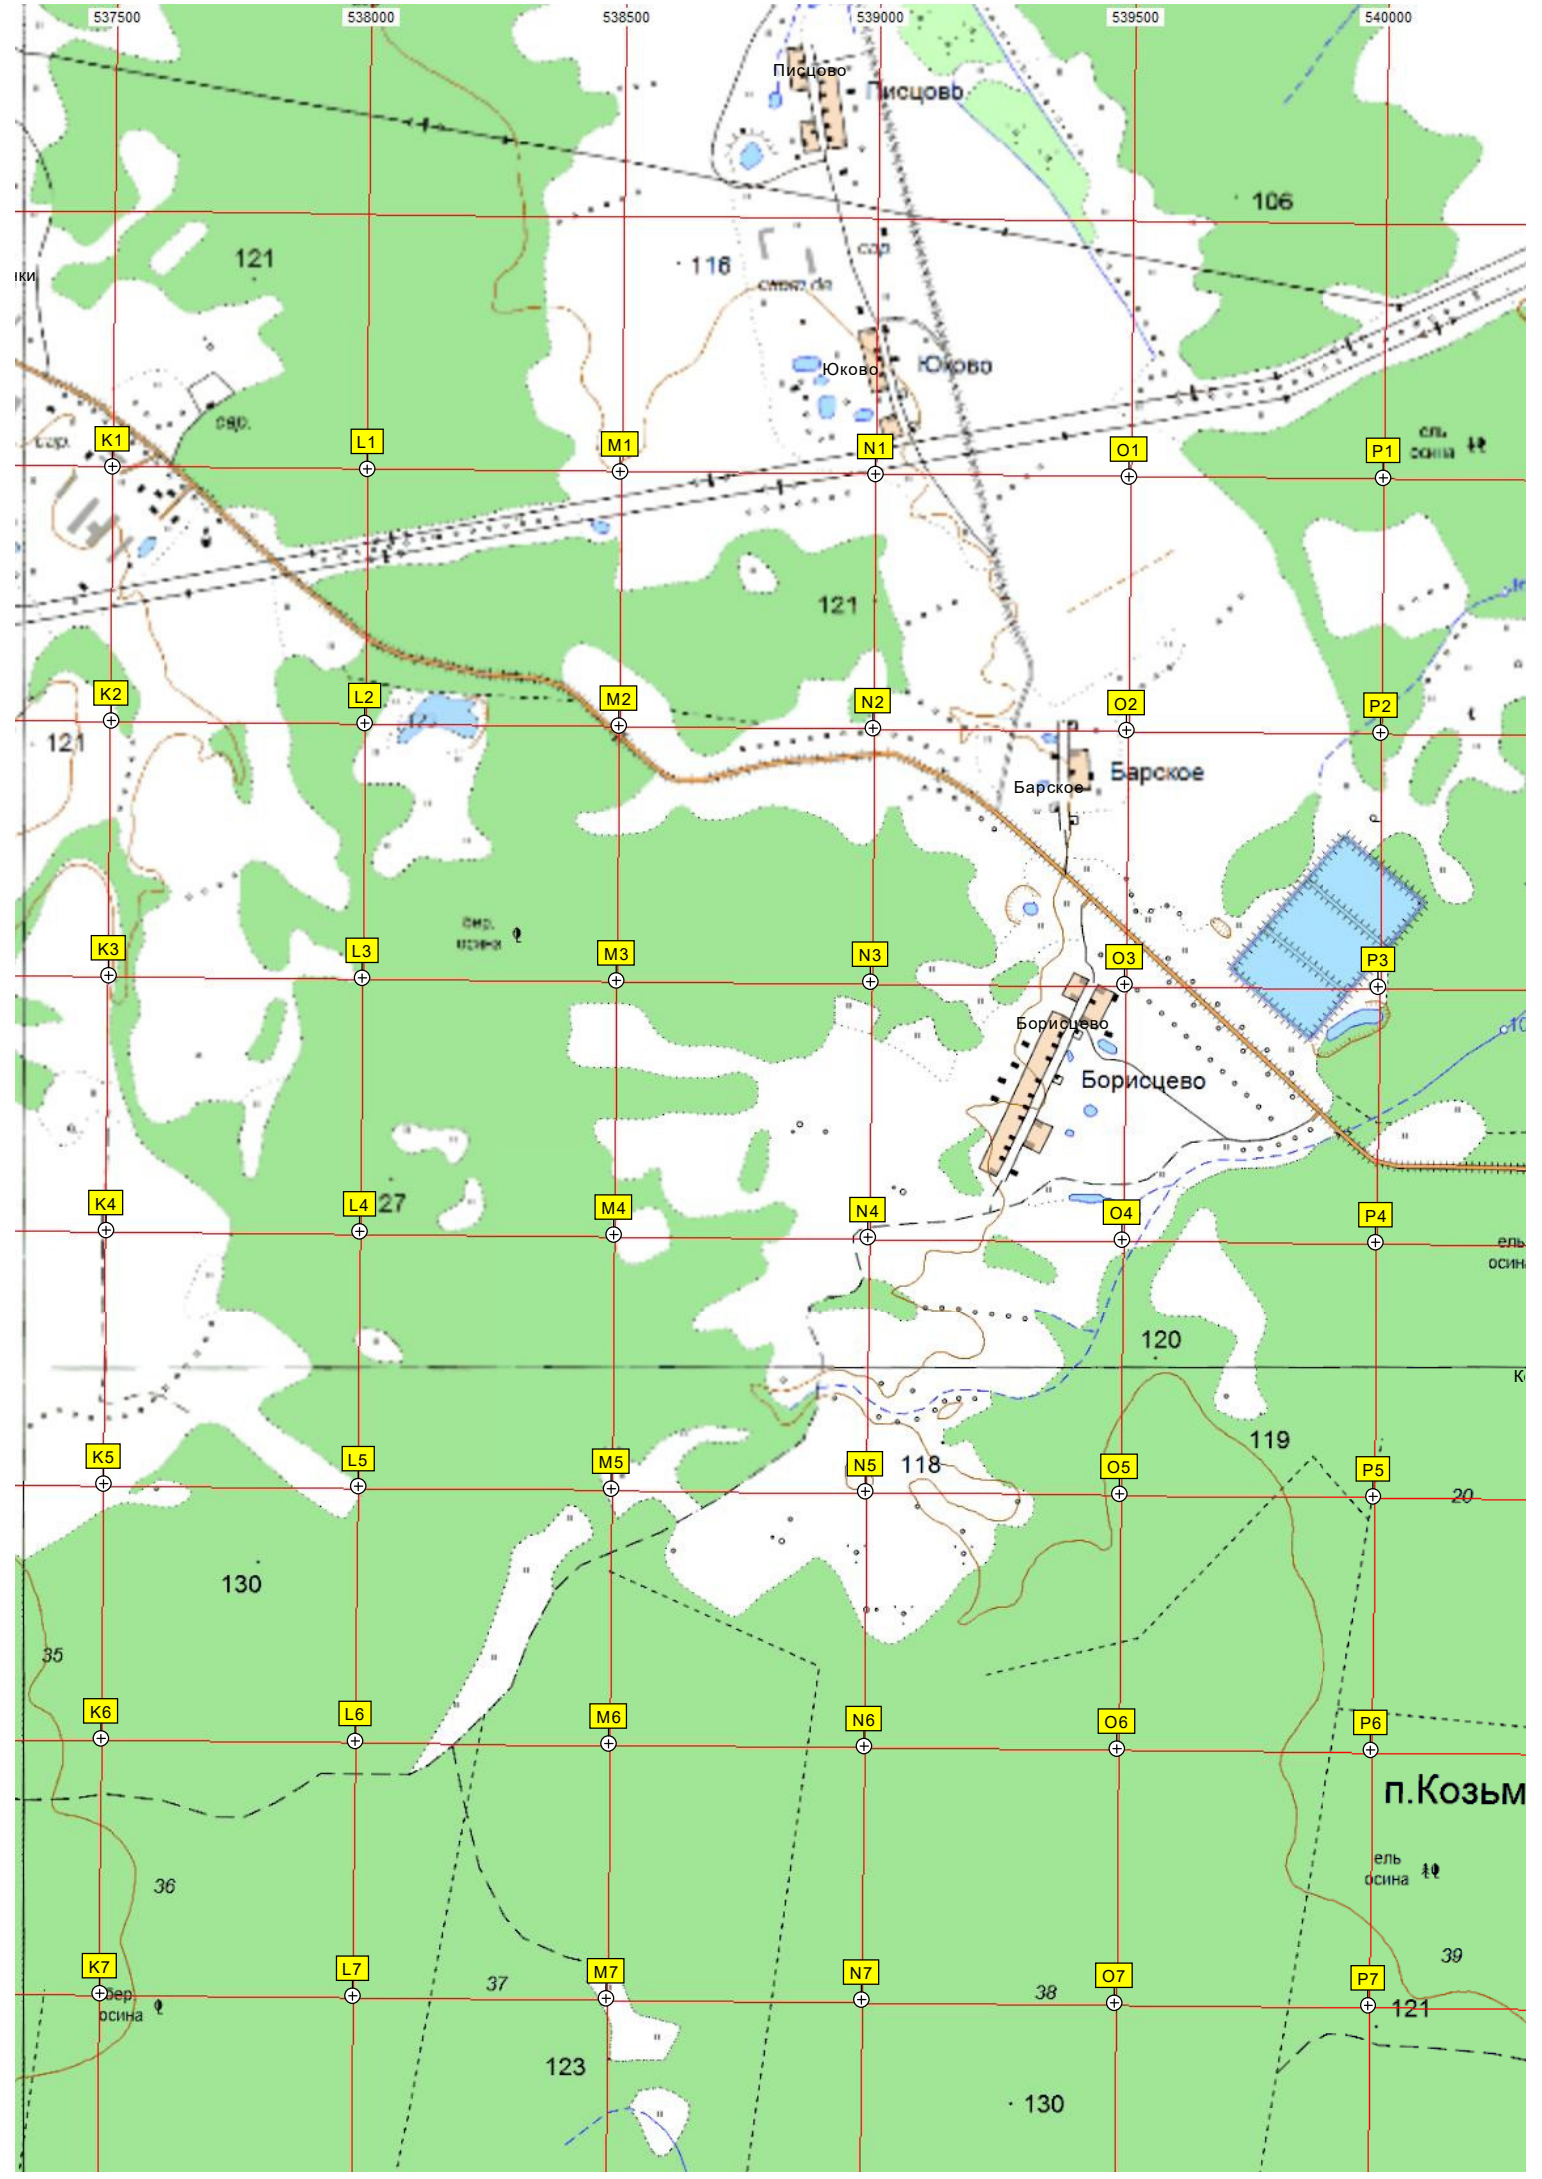 537500 538000 538500 539000 539500 540000
Писцово
Писцово
106
121
116
сар.
Юково
Юково
сар.
сар.
K1 L1 M1 N1 O1 P1
ель
осина
121
K2 L2 M2 N2 O2 P2
121
Барское
Барское
K3 L3 M3 N3 O3 P3
бер.
осина
Борисцево
Борисцево
K4 L4 M4 N4 O4 P4
27
ель
120
119
K5 L5 M5 N5 O5 P5
118
20
130
35
K6 L6 M6 N6 O6 P6
п.Козьм
ель
осина
36
39
K7 L7 M7 N7 O7 P7
37
38
бер.
осина
121
123
130